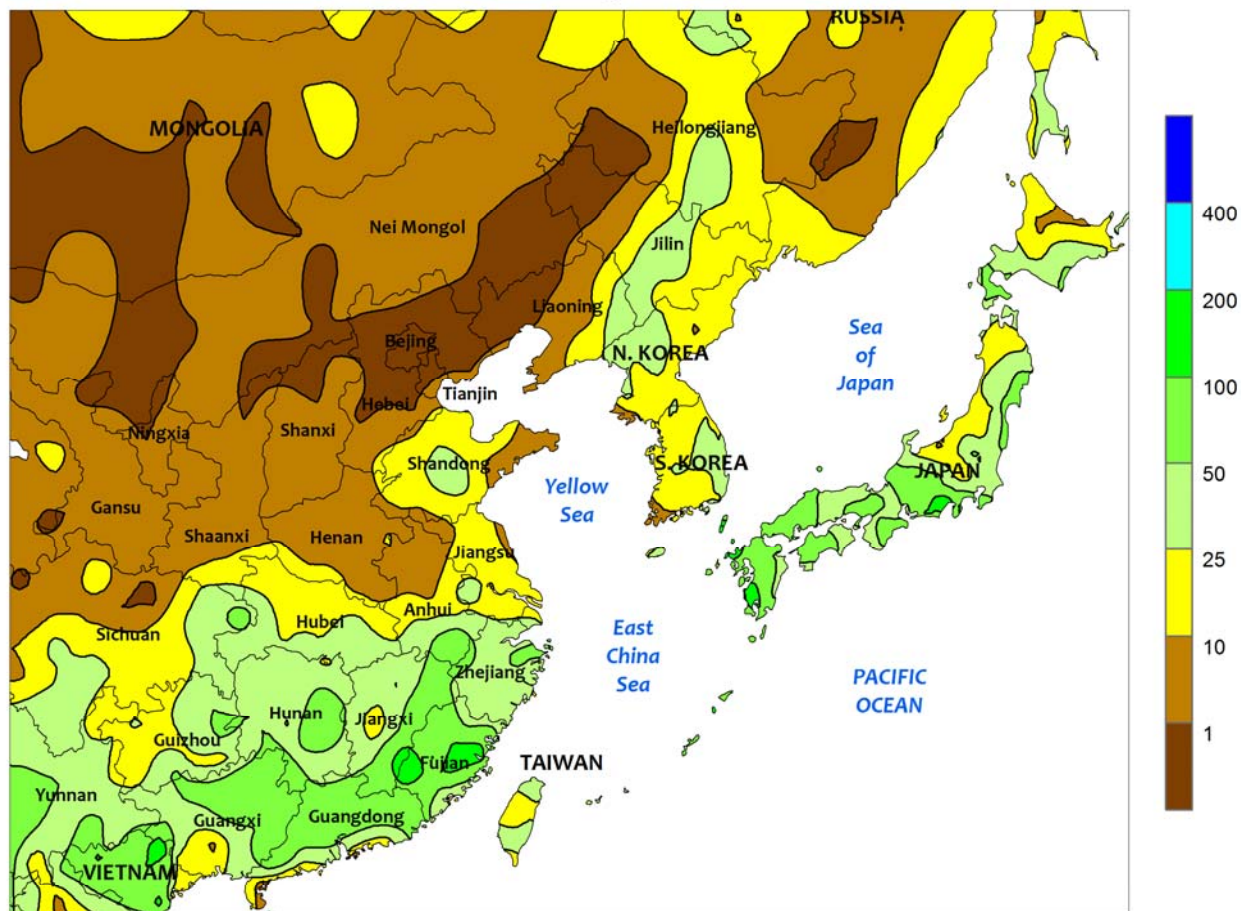 RUSSIA
MONGOLIA
Heilongjiang
Nei Mongol
Jilin
Liaoning
Bejing
N. KOREA
Sea
of
Japan
Tianjin
Hebei
Ningxia
Shanxi
Shandong
S. KOREA
JAPAN
Yellow
Sea
Gansu
Shaanxi
Henan
Jiangsu
Sichuan
Hubei
Anhui
East
China
Sea
Zhejiang
PACIFIC
OCEAN
Hunan
Jiangxi
Guizhou
Fujian
TAIWAN
Yunnan
Guangxi
Guangdong
VIETNAM
400
200
100
50
25
10
1